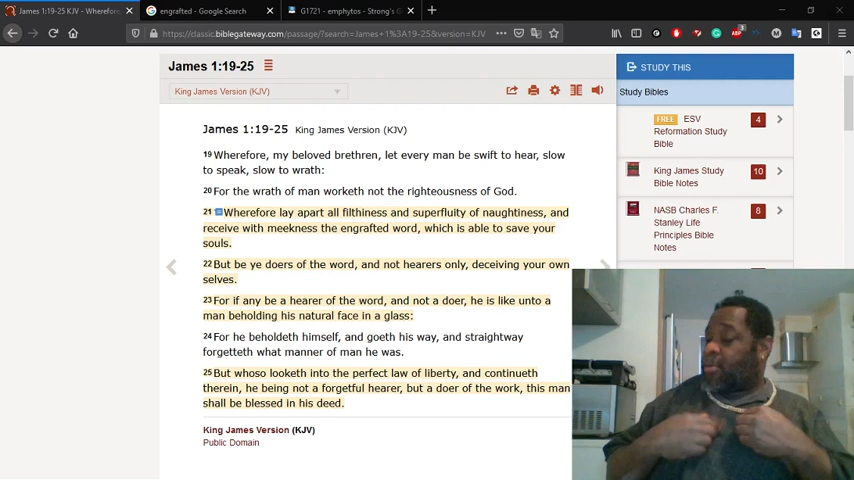 James 1:19-25 KJV - Wherefor
engrafted - Google Search
G1721 - emphytos - Strong's G
https://classic.biblegateway.com/passage/?search=James+1%3A19-25&version=KJV
James 1:19-25
King James Version (KJV)
James 1:19-25 King James Version (KJV)
19 Wherefore, my beloved brethren, let every man be swift to hear, slow
to speak, slow to wrath:
20 For the wrath of man worketh not the righteousness of God.
21 Wherefore lay apart all filthiness and superfluity of naughtiness, and
receive with meekness the engrafted word, which is able to save your
souls.
22 But be ye doers of the word, and not hearers only, deceiving your own
selves.
23 For if any be a hearer of the word, and not a doer, he is like unto a
man beholding his natural face in a glass:
24 For he beholdeth himself, and goeth his way, and straightway
forgetteth what manner of man he was.
25 But whoso looketh into the perfect law of liberty, and continueth
therein, he being not a forgetful hearer, but a doer of the work, this man
shall be blessed in his deed.
King James Version (KJV)
Public Domain
STUDY THIS
Study Bibles
FREE ESV
Reformation Study
Bible
4
King James Study
Bible Notes
10
NASB Charles F.
Stanley Life
Principles Bible
Notes
8